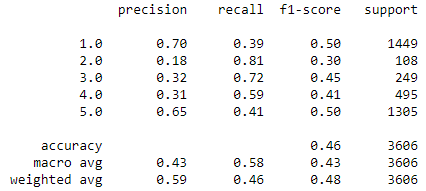 precision recall f1-score support
1.0 0.70 0.39 0.50 1449
2.0 0.18 0.81 0.30 108
3.0 0.32 0.72 0.45 249
4.0 0.31 0.59 0.41 495
5.0 0.65 0.41 0.50 1305
accuracy 0.46 3606
macro avg 0.43 0.58 0.43 3606
weighted avg 0.59 0.46 0.48 3606